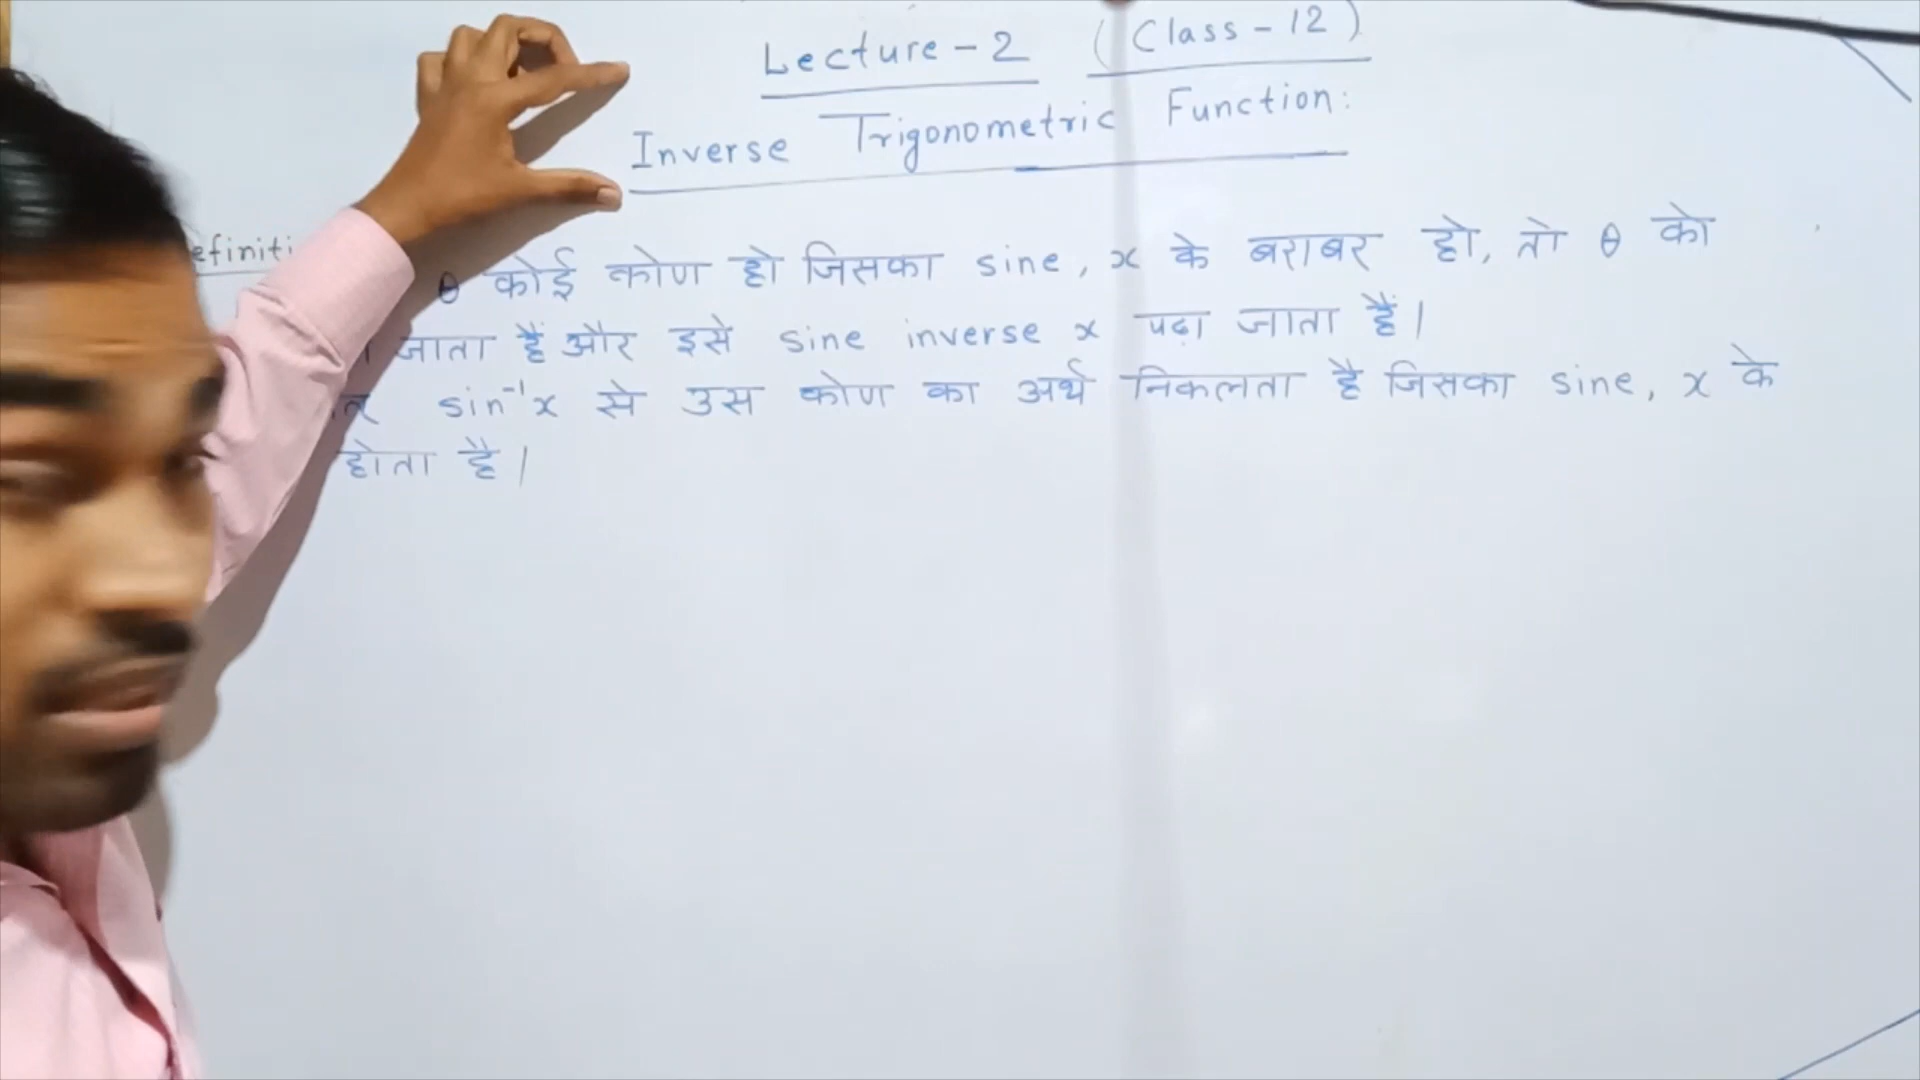 Lecture - 2 (Class - 12)
Inverse Trigonometric Function:
efiniti
θ कोई कोण हो जिसका sine, x के बराबर हो, तो θ को
जाता हैं और इसे sine inverse x पढ़ा जाता हैं।
sin⁻¹x से उस कोण का अर्थ निकलता है जिसका sine, x के
होता है।